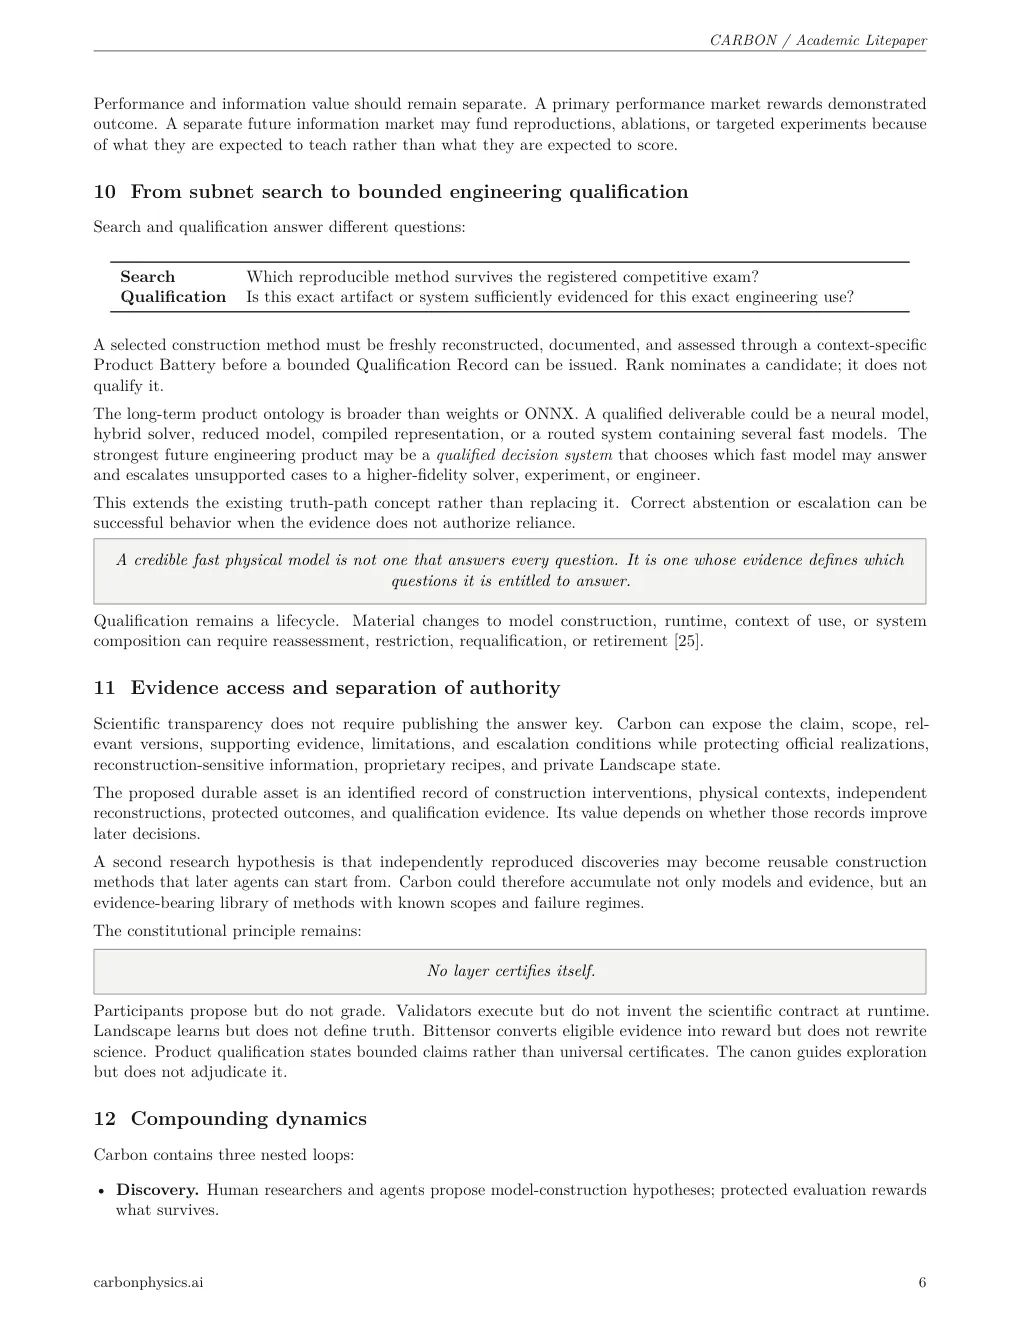 CARBON / Academic Litepaper
Performance and information value should remain separate. A primary performance market rewards demonstrated
outcome. A separate future information market may fund reproductions, ablations, or targeted experiments because
of what they are expected to teach rather than what they are expected to score.
10 From subnet search to bounded engineering qualification
Search and qualification answer different questions:
Search Which reproducible method survives the registered competitive exam?
Qualification Is this exact artifact or system sufficiently evidenced for this exact engineering use?
A selected construction method must be freshly reconstructed, documented, and assessed through a context-specific
Product Battery before a bounded Qualification Record can be issued. Rank nominates a candidate; it does not
qualify it.
The long-term product ontology is broader than weights or ONNX. A qualified deliverable could be a neural model,
hybrid solver, reduced model, compiled representation, or a routed system containing several fast models. The
strongest future engineering product may be a qualified decision system that chooses which fast model may answer
and escalates unsupported cases to a higher-fidelity solver, experiment, or engineer.
This extends the existing truth-path concept rather than replacing it. Correct abstention or escalation can be
successful behavior when the evidence does not authorize reliance.
A credible fast physical model is not one that answers every question. It is one whose evidence defines which
questions it is entitled to answer.
Qualification remains a lifecycle. Material changes to model construction, runtime, context of use, or system
composition can require reassessment, restriction, requalification, or retirement [25].
11 Evidence access and separation of authority
Scientific transparency does not require publishing the answer key. Carbon can expose the claim, scope, rel-
evant versions, supporting evidence, limitations, and escalation conditions while protecting official realizations,
reconstruction-sensitive information, proprietary recipes, and private Landscape state.
The proposed durable asset is an identified record of construction interventions, physical contexts, independent
reconstructions, protected outcomes, and qualification evidence. Its value depends on whether those records improve
later decisions.
A second research hypothesis is that independently reproduced discoveries may become reusable construction
methods that later agents can start from. Carbon could therefore accumulate not only models and evidence, but an
evidence-bearing library of methods with known scopes and failure regimes.
The constitutional principle remains:
No layer certifies itself.
Participants propose but do not grade. Validators execute but do not invent the scientific contract at runtime.
Landscape learns but does not define truth. Bittensor converts eligible evidence into reward but does not rewrite
science. Product qualification states bounded claims rather than universal certificates. The canon guides exploration
but does not adjudicate it.
12 Compounding dynamics
Carbon contains three nested loops:
• Discovery. Human researchers and agents propose model-construction hypotheses; protected evaluation rewards
what survives.
carbonphysics.ai
6